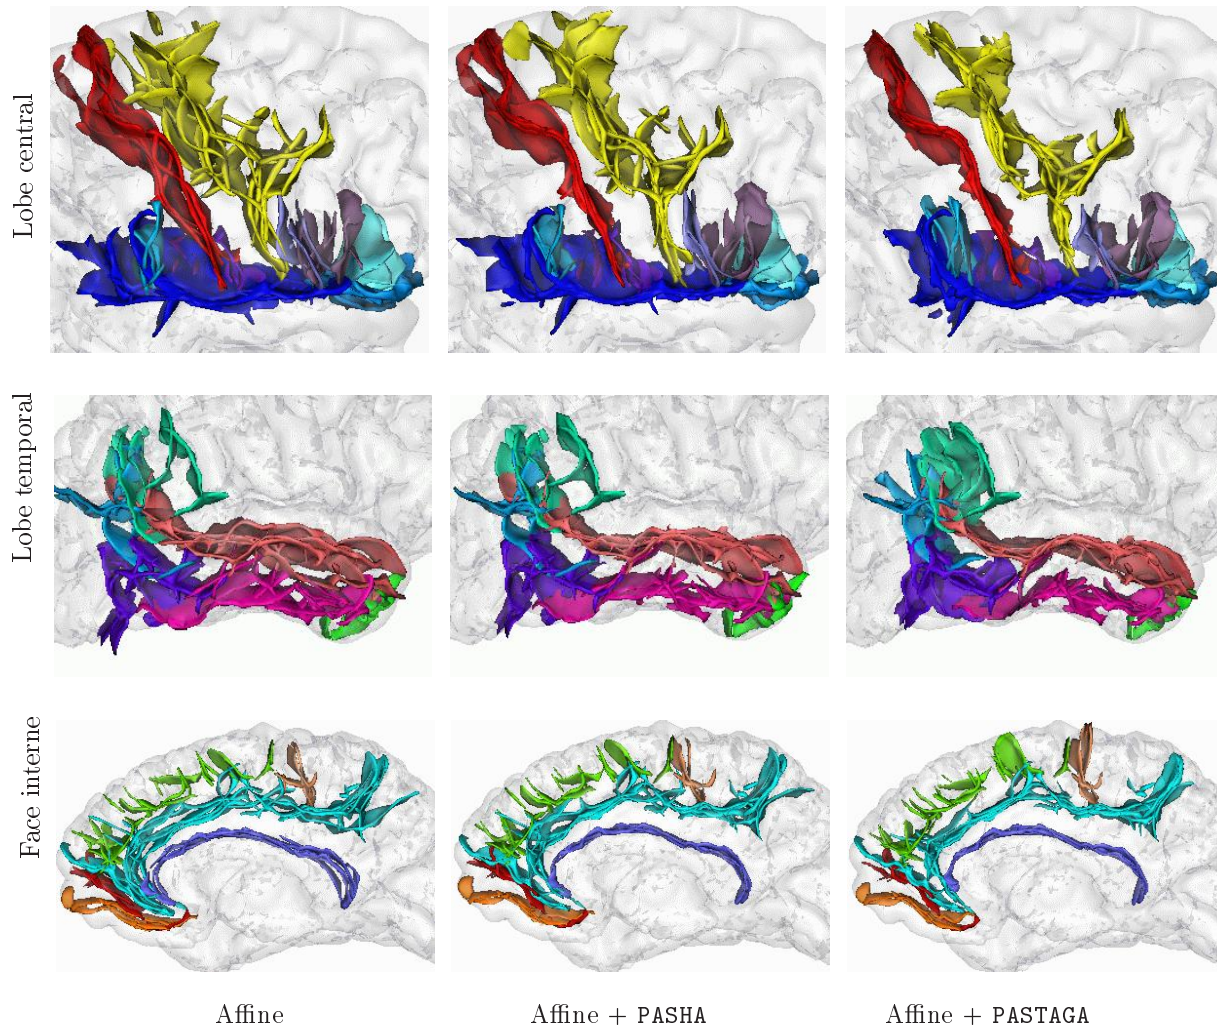 Lobe central
Lobe temporal
Face interne
Affine
Affine + PASHA
Affine + PASTAGA